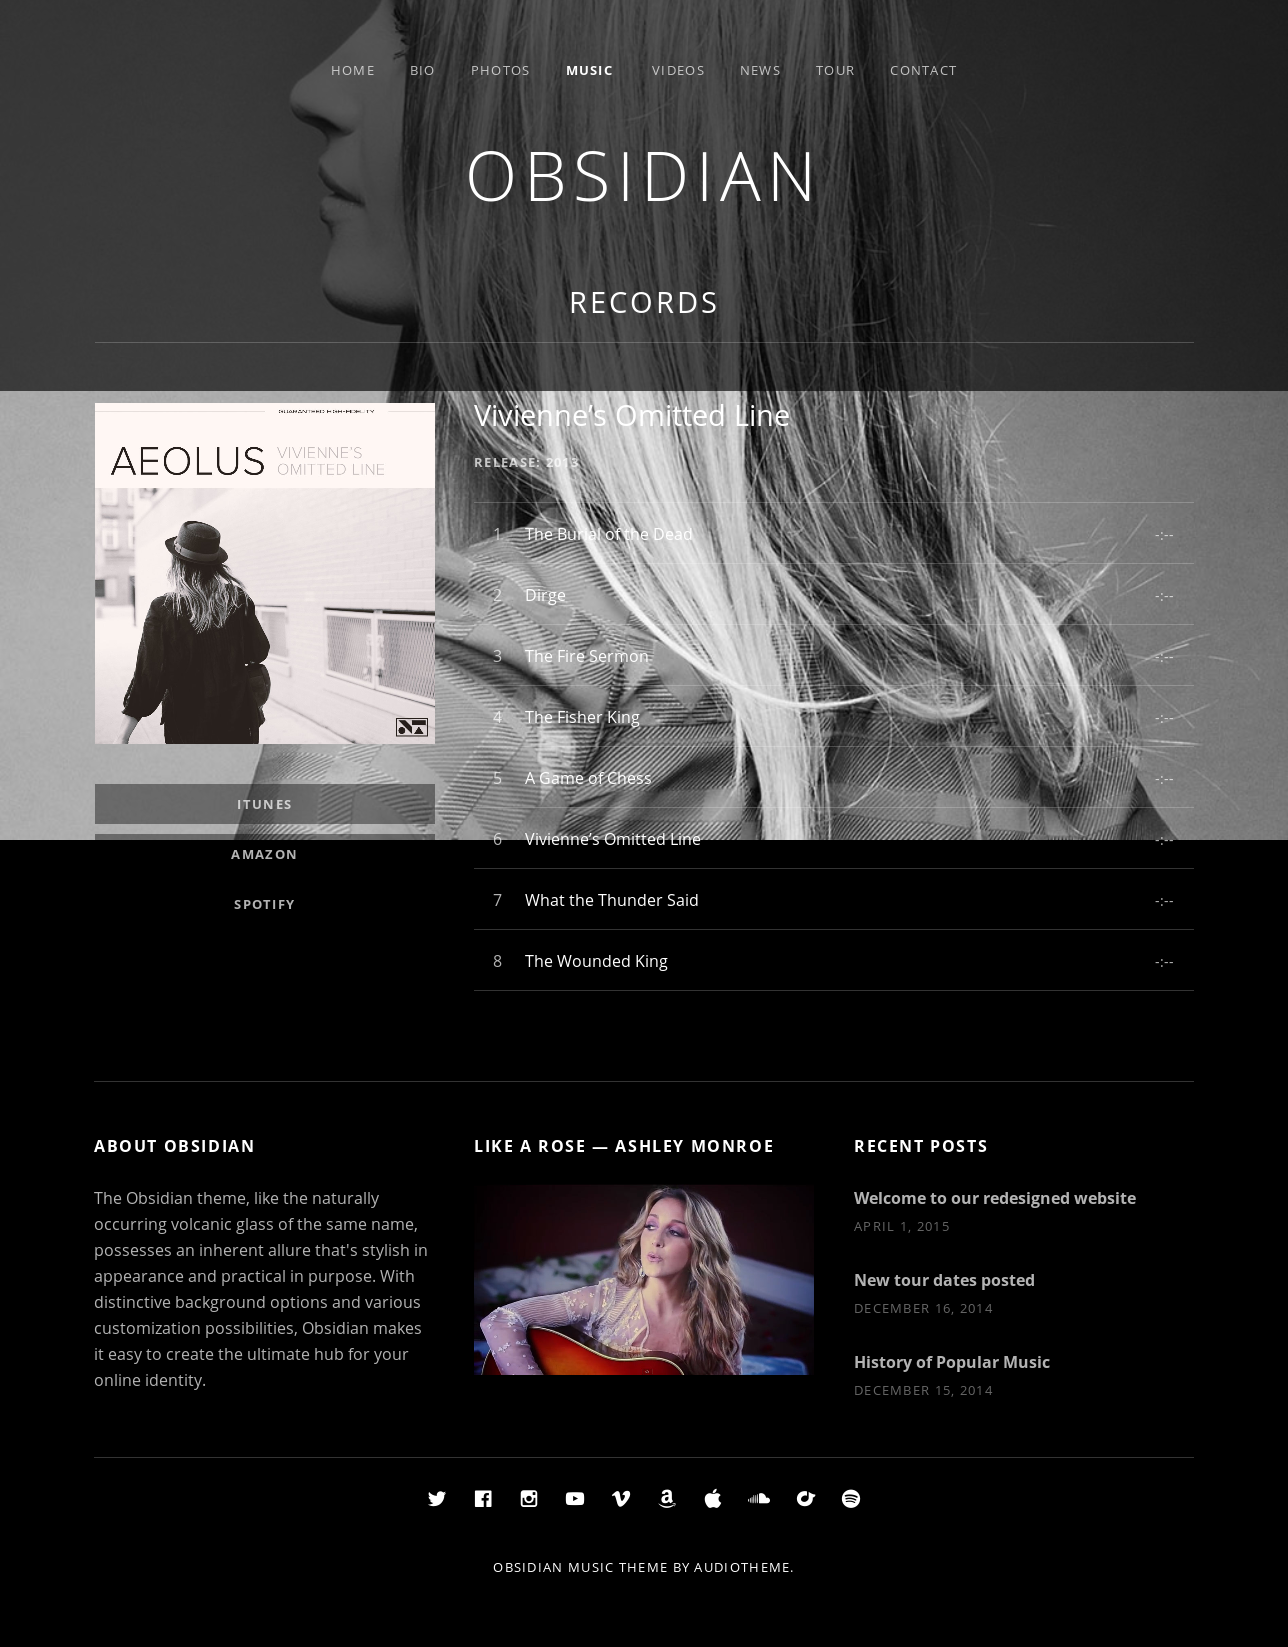 HOME BIO PHOTOS MUSIC VIDEOS NEWS TOUR CONTACT
OBSIDIAN
RECORDS
GUARANTEED HIGH-FIDELITY
AEOLUS VIVIENNE'S
OMITTED LINE
ITUNES
AMAZON
SPOTIFY
Vivienne’s Omitted Line
RELEASE: 2013
1 The Burial of the Dead -:--
2 Dirge -:--
3 The Fire Sermon -:--
4 The Fisher King -:--
5 A Game of Chess -:--
6 Vivienne’s Omitted Line -:--
7 What the Thunder Said -:--
8 The Wounded King -:--
ABOUT OBSIDIAN
The Obsidian theme, like the naturally
occurring volcanic glass of the same name,
possesses an inherent allure that's stylish in
appearance and practical in purpose. With
distinctive background options and various
customization possibilities, Obsidian makes
it easy to create the ultimate hub for your
online identity.
LIKE A ROSE — ASHLEY MONROE
RECENT POSTS
Welcome to our redesigned website
APRIL 1, 2015
New tour dates posted
DECEMBER 16, 2014
History of Popular Music
DECEMBER 15, 2014
OBSIDIAN MUSIC THEME BY AUDIOTHEME.